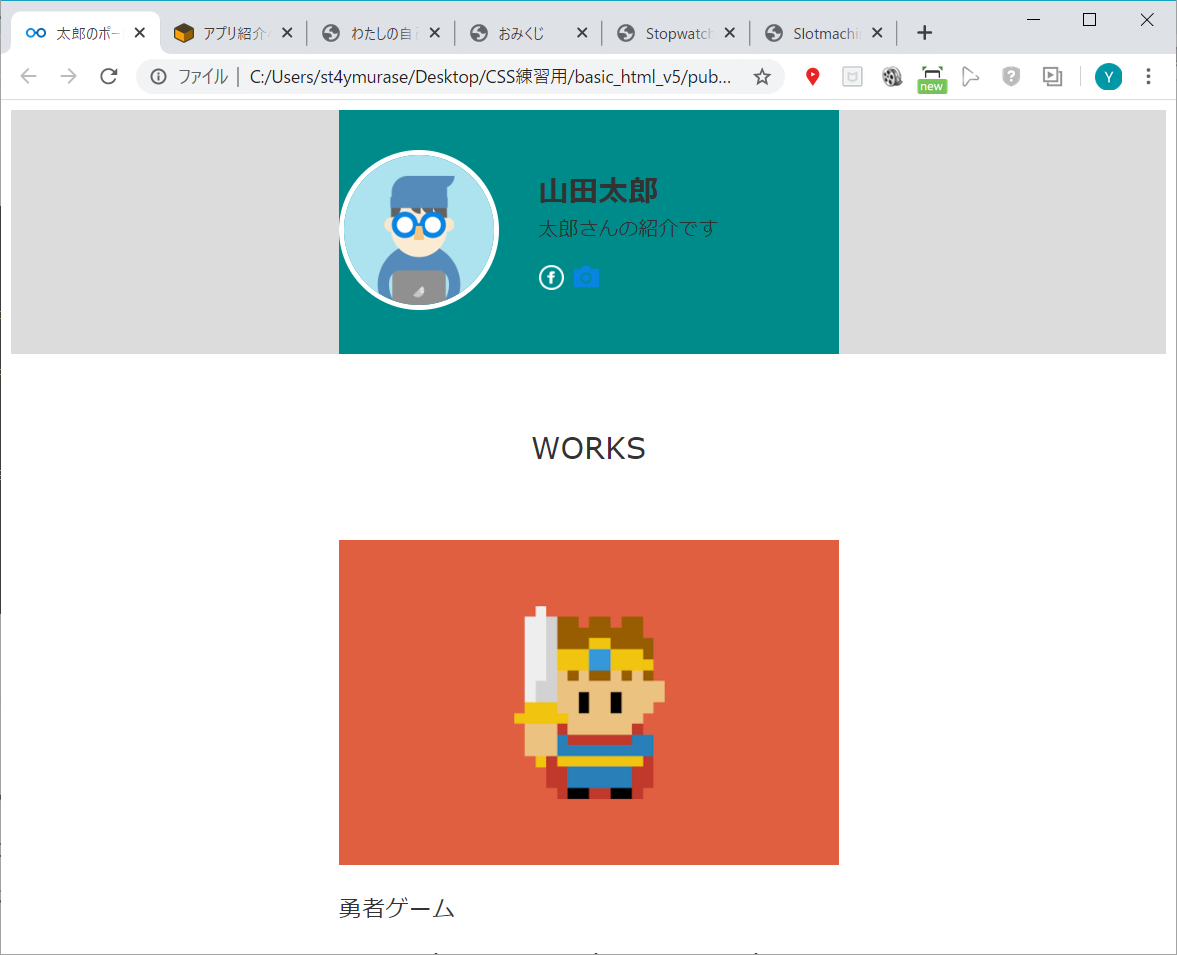 太郎のポー
アプリ紹介
わたしの自
おみくじ
Stopwatch
Slotmachi
ファイル | C:/Users/st4ymurase/Desktop/CSS練習用/basic_html_v5/pub...
new
Y
山田太郎
太郎さんの紹介です
WORKS
勇者ゲーム